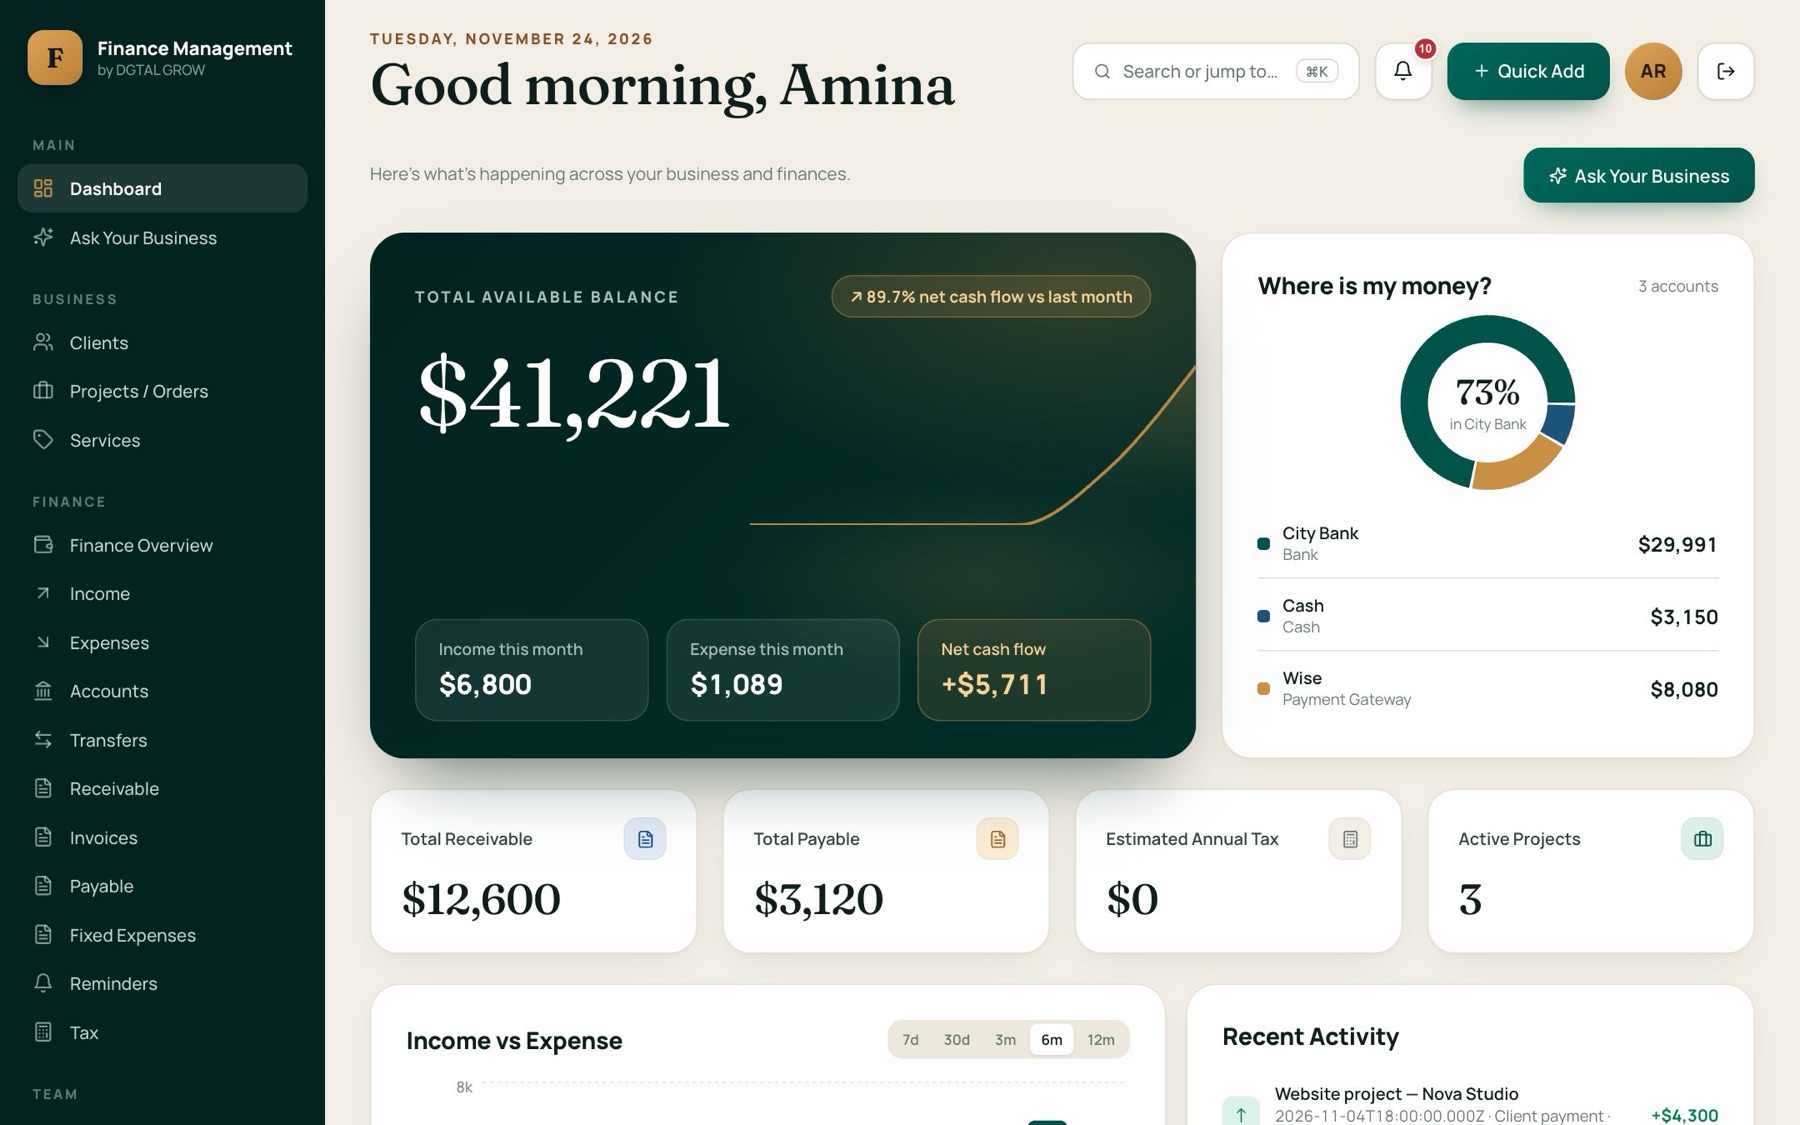 F
Finance Management
by DGTAL GROW
MAIN
Dashboard
Ask Your Business
BUSINESS
Clients
Projects / Orders
Services
FINANCE
Finance Overview
Income
Expenses
Accounts
Transfers
Receivable
Invoices
Payable
Fixed Expenses
Reminders
Tax
TEAM
TUESDAY, NOVEMBER 24, 2026
Good morning, Amina
Search or jump to...
⌘K
10
+ Quick Add
AR
Here's what's happening across your business and finances.
Ask Your Business
TOTAL AVAILABLE BALANCE
89.7% net cash flow vs last month
$41,221
Income this month
$6,800
Expense this month
$1,089
Net cash flow
+$5,711
Where is my money?
3 accounts
73%
in City Bank
City Bank
Bank
$29,991
Cash
Cash
$3,150
Wise
Payment Gateway
$8,080
Total Receivable
$12,600
Total Payable
$3,120
Estimated Annual Tax
$0
Active Projects
3
Income vs Expense
7d 30d 3m 6m 12m
8k
Recent Activity
Website project — Nova Studio
2026-11-04T18:00:00.000Z · Client payment ·
+$4,300